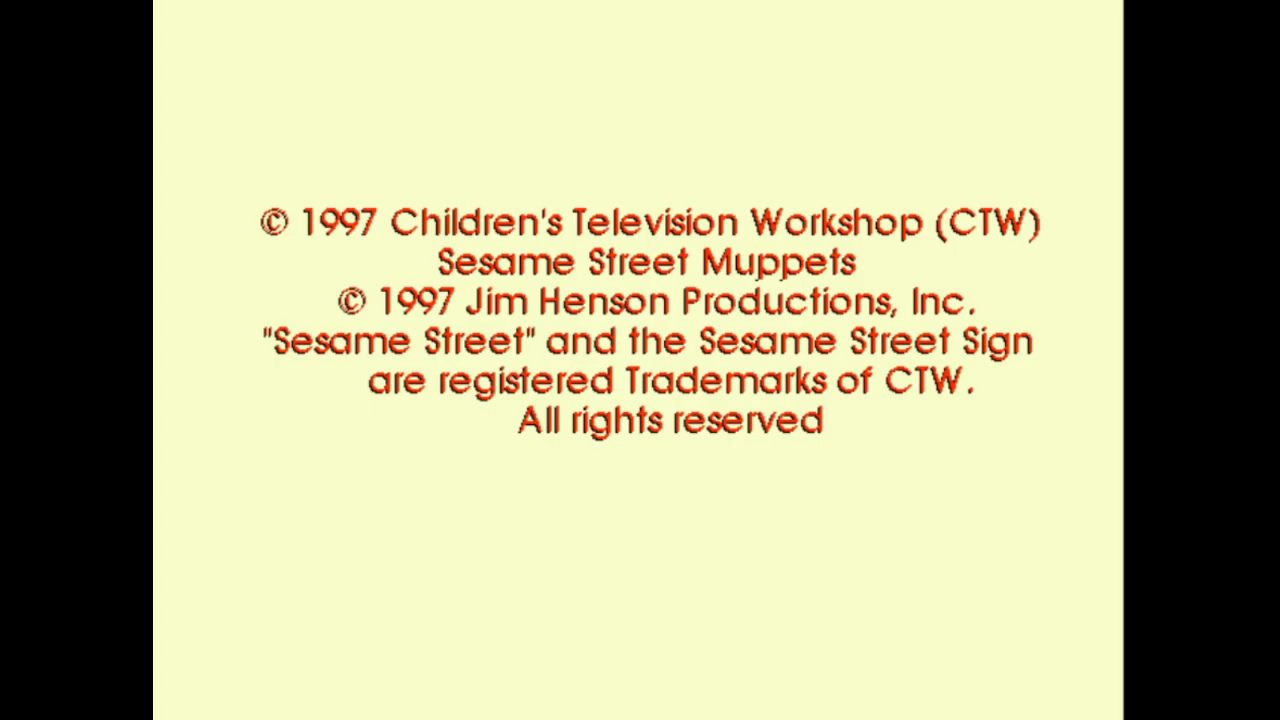 © 1997 Children's Television Workshop (CTW)
Sesame Street Muppets
© 1997 Jim Henson Productions, Inc.
"Sesame Street" and the Sesame Street Sign
are registered Trademarks of CTW.
All rights reserved